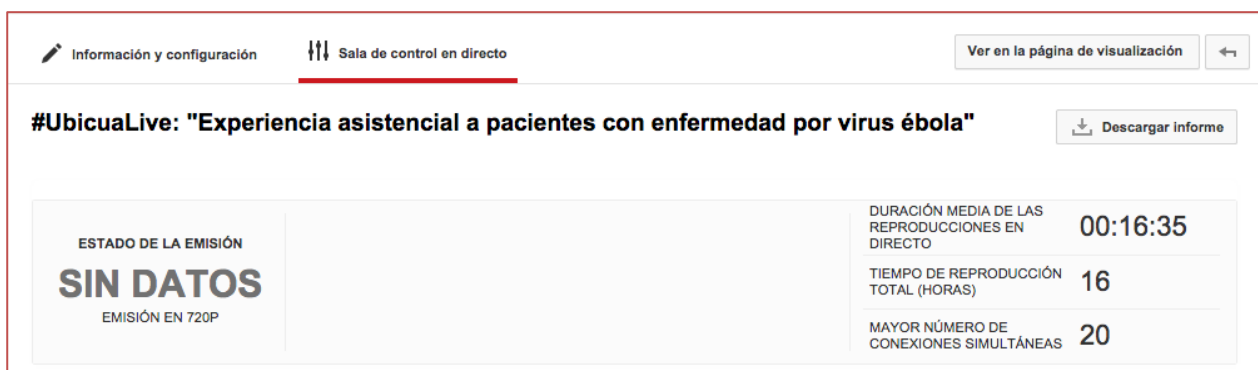 Información y configuración
Sala de control en directo
Ver en la página de visualización
#UbicuaLive: "Experiencia asistencial a pacientes con enfermedad por virus ébola"
Descargar informe
ESTADO DE LA EMISIÓN
SIN DATOS
EMISIÓN EN 720P
DURACIÓN MEDIA DE LAS
REPRODUCCIONES EN
DIRECTO
00:16:35
TIEMPO DE REPRODUCCIÓN
TOTAL (HORAS)
16
MAYOR NÚMERO DE
CONEXIONES SIMULTÁNEAS
20